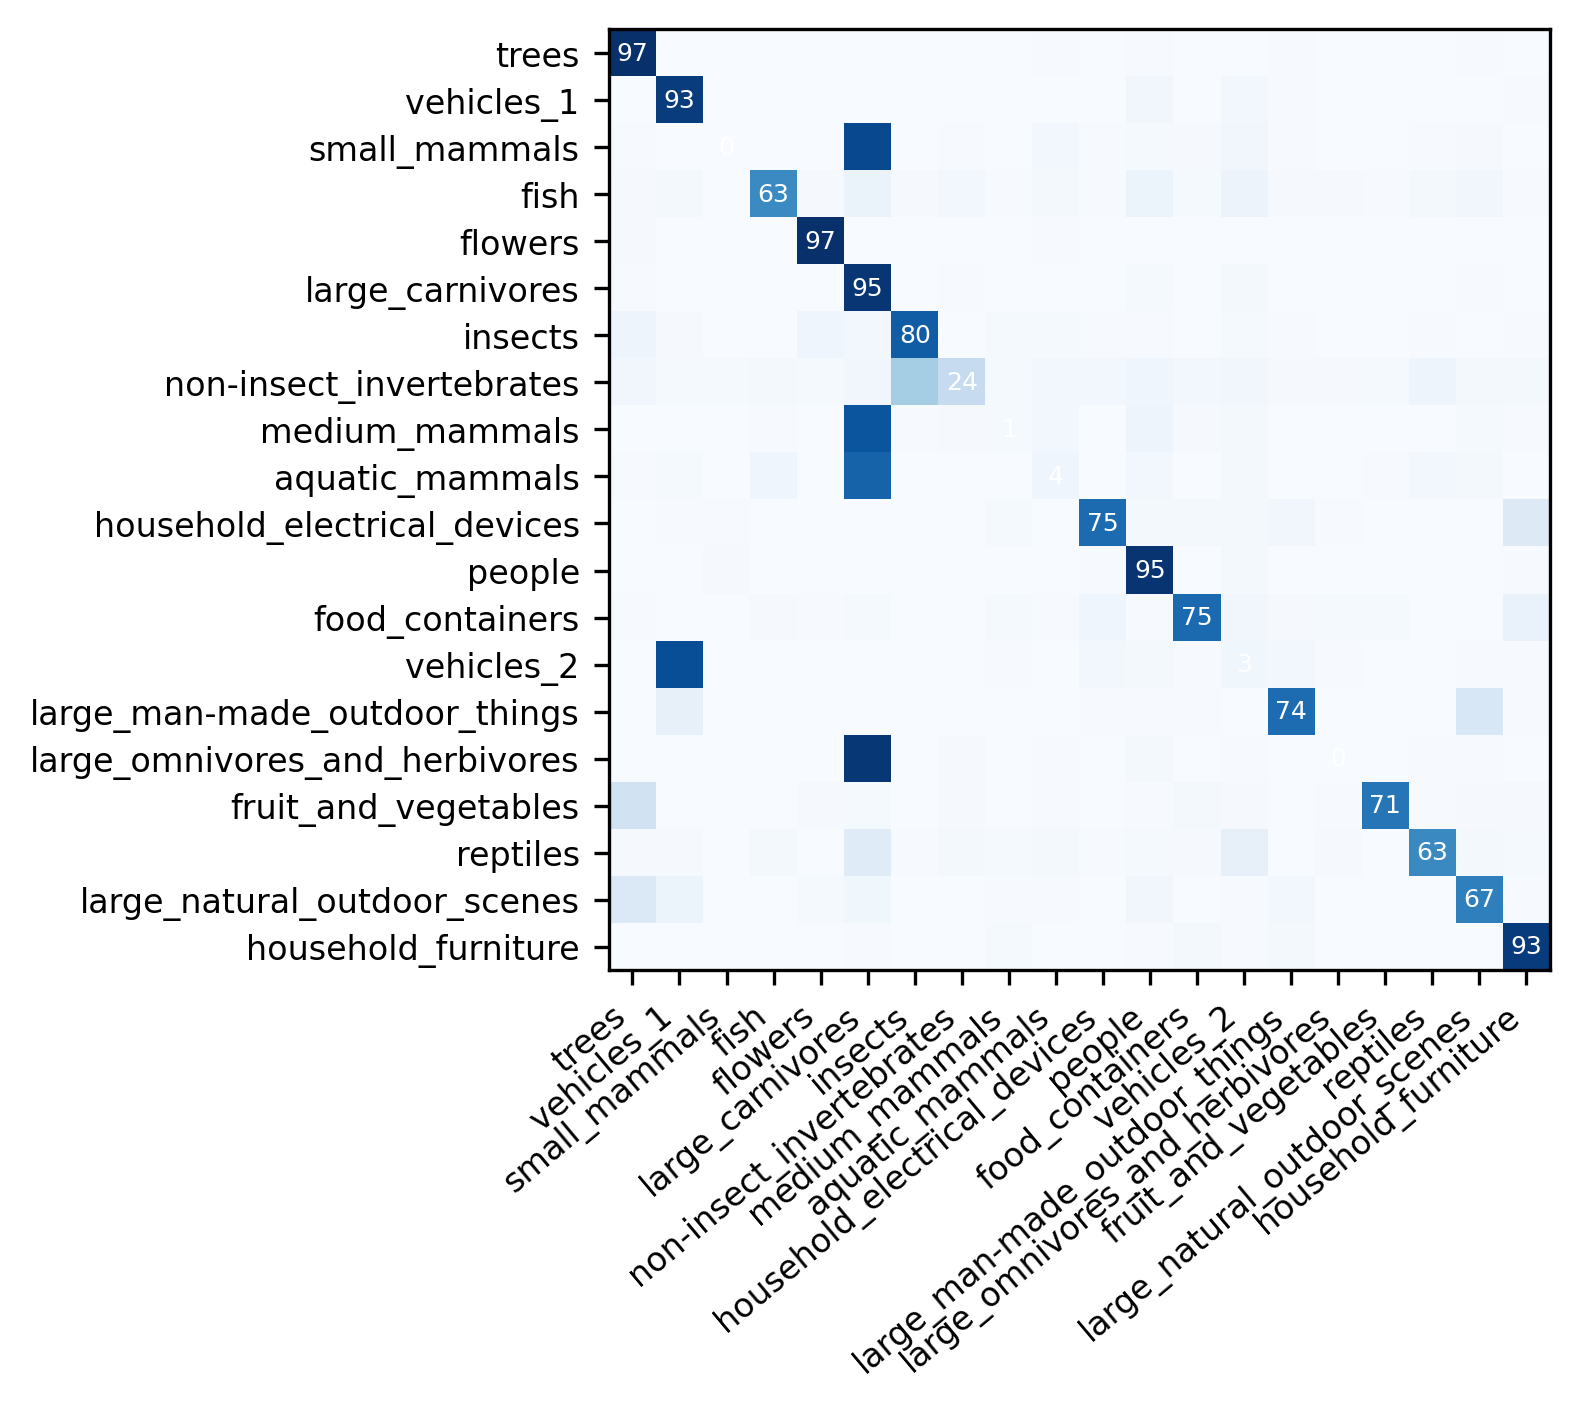 trees 97
vehicles_1 93
small_mammals 0
fish 63
flowers 97
large_carnivores 95
insects 80
non-insect_invertebrates 24
medium_mammals 1
aquatic_mammals 4
household_electrical_devices 75
people 95
food_containers 75
vehicles_2 3
large_man-made_outdoor_things 74
large_omnivores_and_herbivores 0
fruit_and_vegetables 71
reptiles 63
large_natural_outdoor_scenes 67
household_furniture 93
trees
vehicles_1
small_mammals
fish
flowers
large_carnivores
insects
non-insect_invertebrates
medium_mammals
aquatic_mammals
household_electrical_devices
people
food_containers
vehicles_2
large_man-made_outdoor_things
large_omnivores_and_herbivores
fruit_and_vegetables
reptiles
large_natural_outdoor_scenes
household_furniture